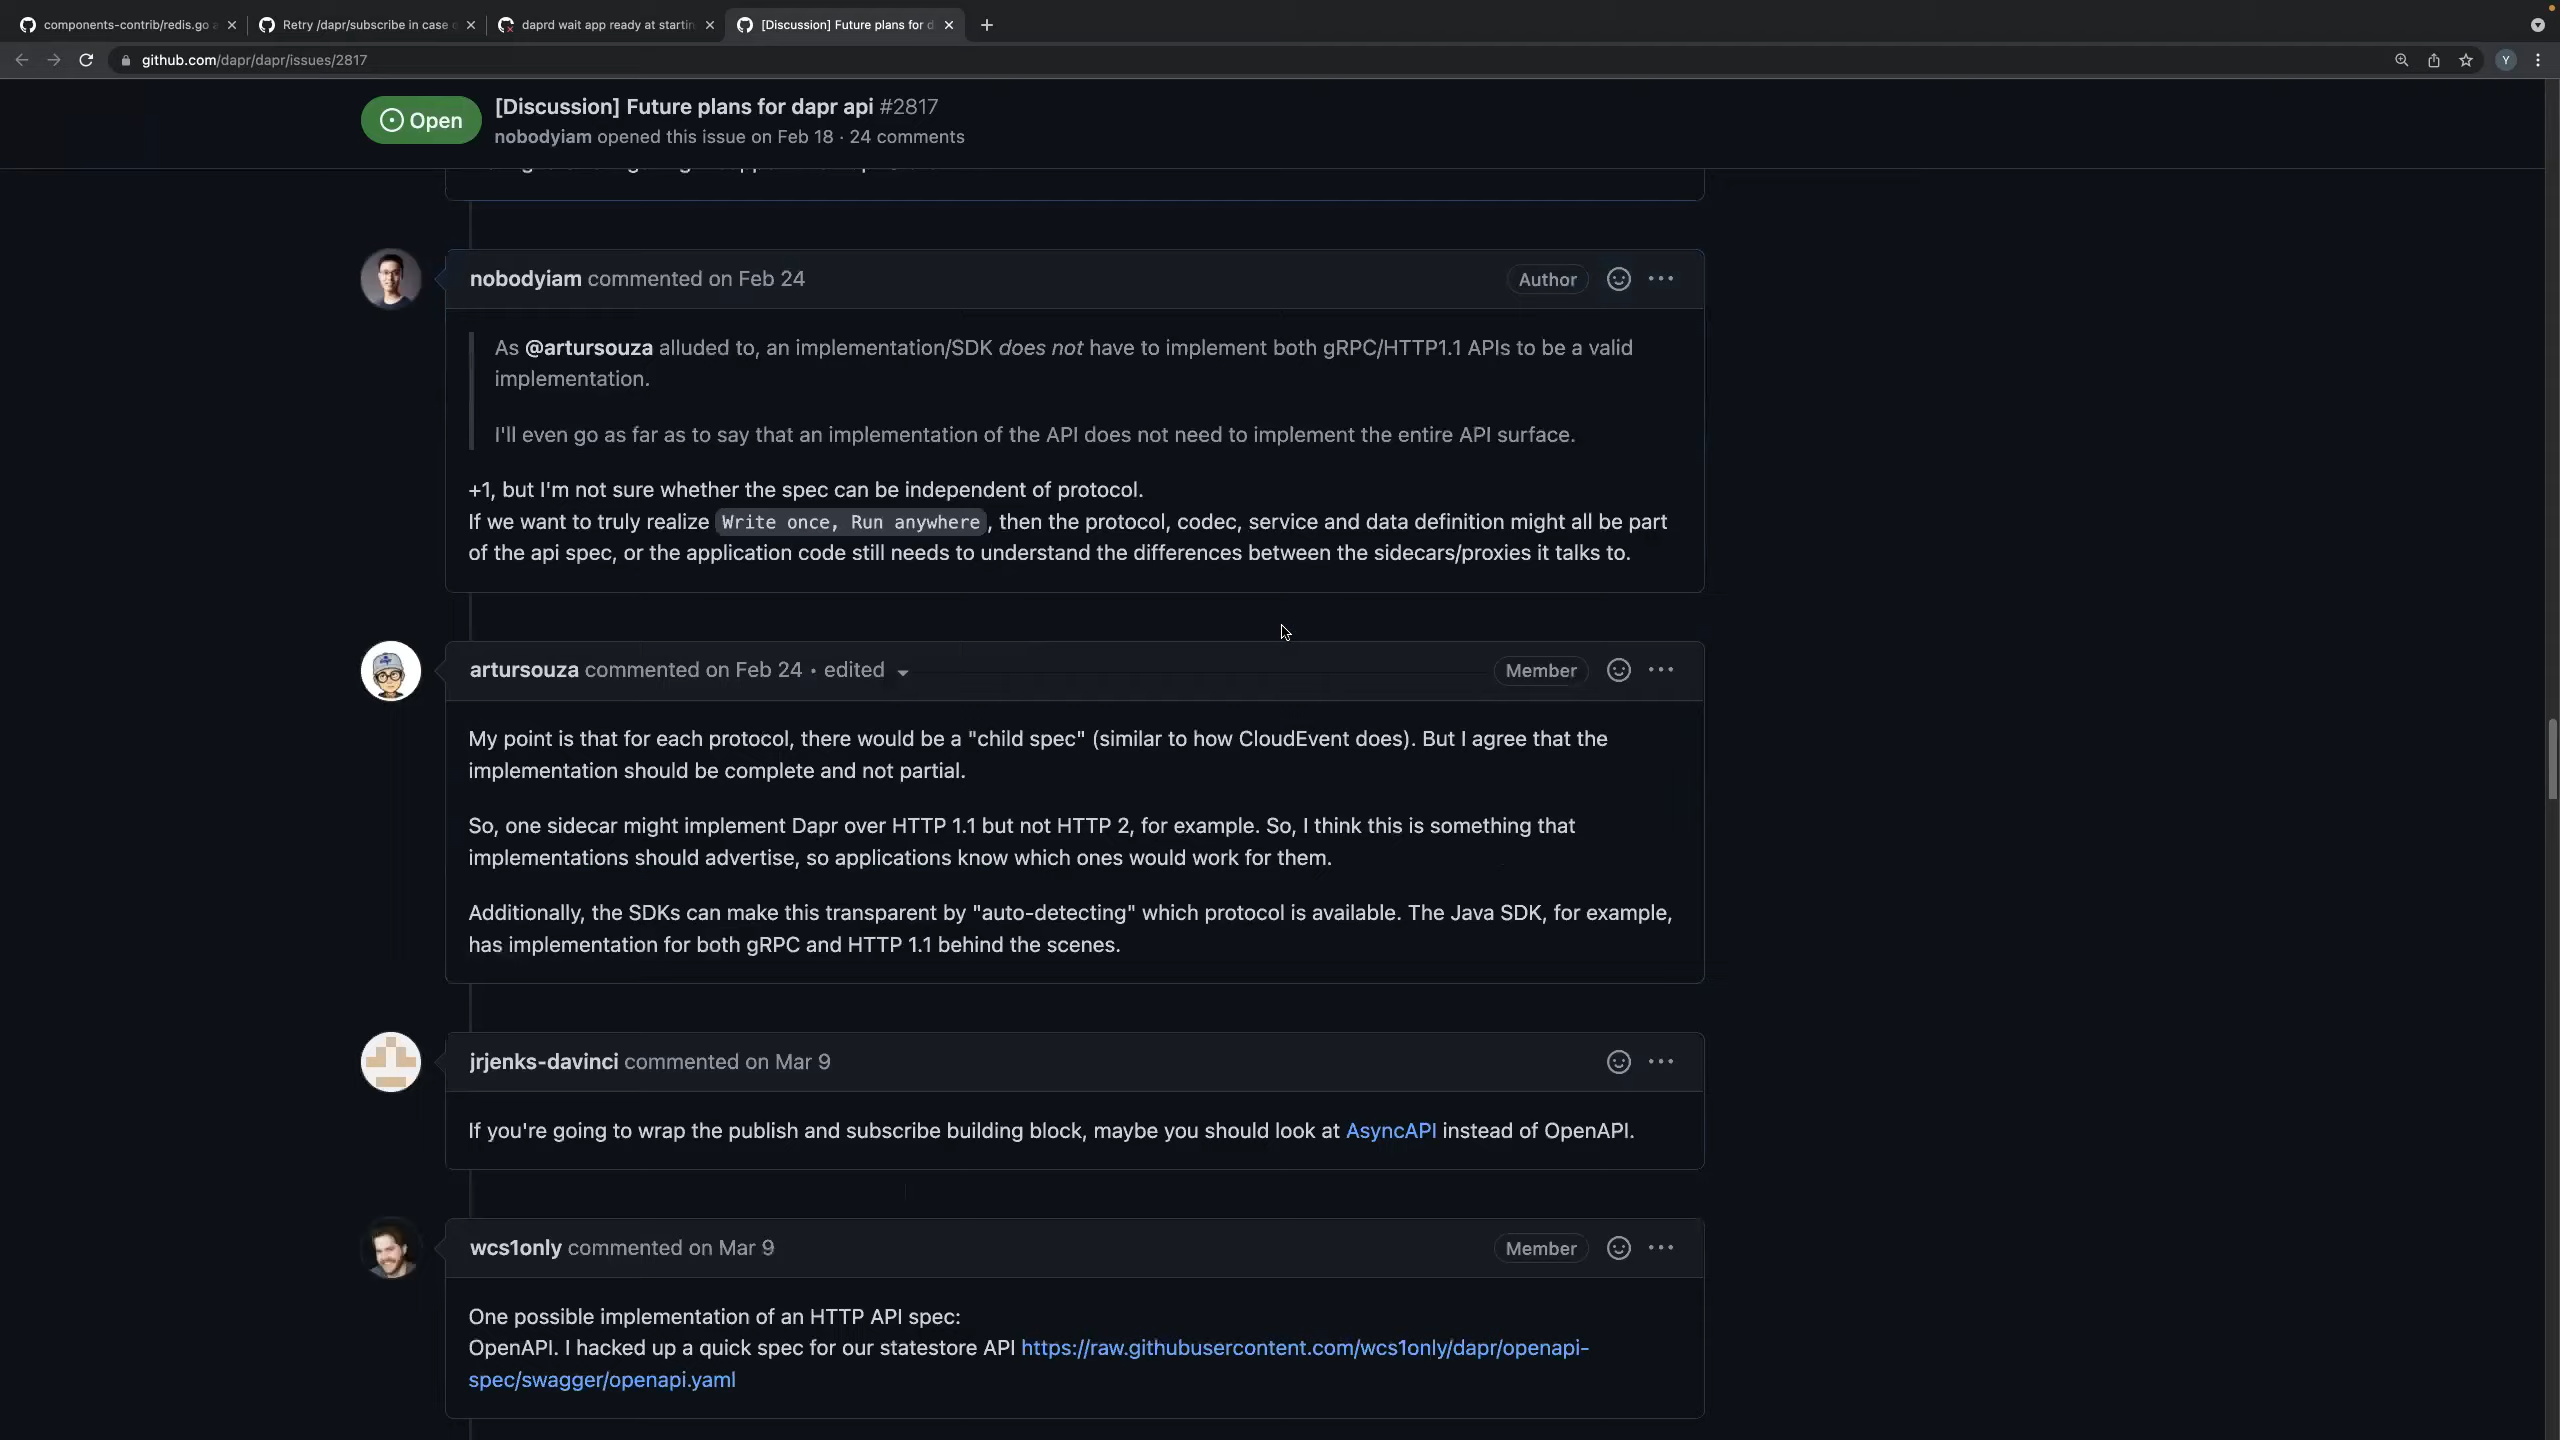 components-contrib/redis.go a
Retry /dapr/subscribe in case o
daprd wait app ready at startin
[Discussion] Future plans for d
github.com/dapr/dapr/issues/2817
Y
Open
[Discussion] Future plans for dapr api #2817
nobodyiam opened this issue on Feb 18 · 24 comments
nobodyiam commented on Feb 24
Author
As @artursouza alluded to, an implementation/SDK does not have to implement both gRPC/HTTP1.1 APIs to be a valid
implementation.
I'll even go as far as to say that an implementation of the API does not need to implement the entire API surface.
+1, but I'm not sure whether the spec can be independent of protocol.
If we want to truly realize Write once, Run anywhere, then the protocol, codec, service and data definition might all be part
of the api spec, or the application code still needs to understand the differences between the sidecars/proxies it talks to.
artursouza commented on Feb 24 · edited
Member
My point is that for each protocol, there would be a "child spec" (similar to how CloudEvent does). But I agree that the
implementation should be complete and not partial.
So, one sidecar might implement Dapr over HTTP 1.1 but not HTTP 2, for example. So, I think this is something that
implementations should advertise, so applications know which ones would work for them.
Additionally, the SDKs can make this transparent by "auto-detecting" which protocol is available. The Java SDK, for example,
has implementation for both gRPC and HTTP 1.1 behind the scenes.
jrjenks-davinci commented on Mar 9
If you're going to wrap the publish and subscribe building block, maybe you should look at AsyncAPI instead of OpenAPI.
wcs1only commented on Mar 9
Member
One possible implementation of an HTTP API spec:
OpenAPI. I hacked up a quick spec for our statestore API https://raw.githubusercontent.com/wcs1only/dapr/openapi-
spec/swagger/openapi.yaml